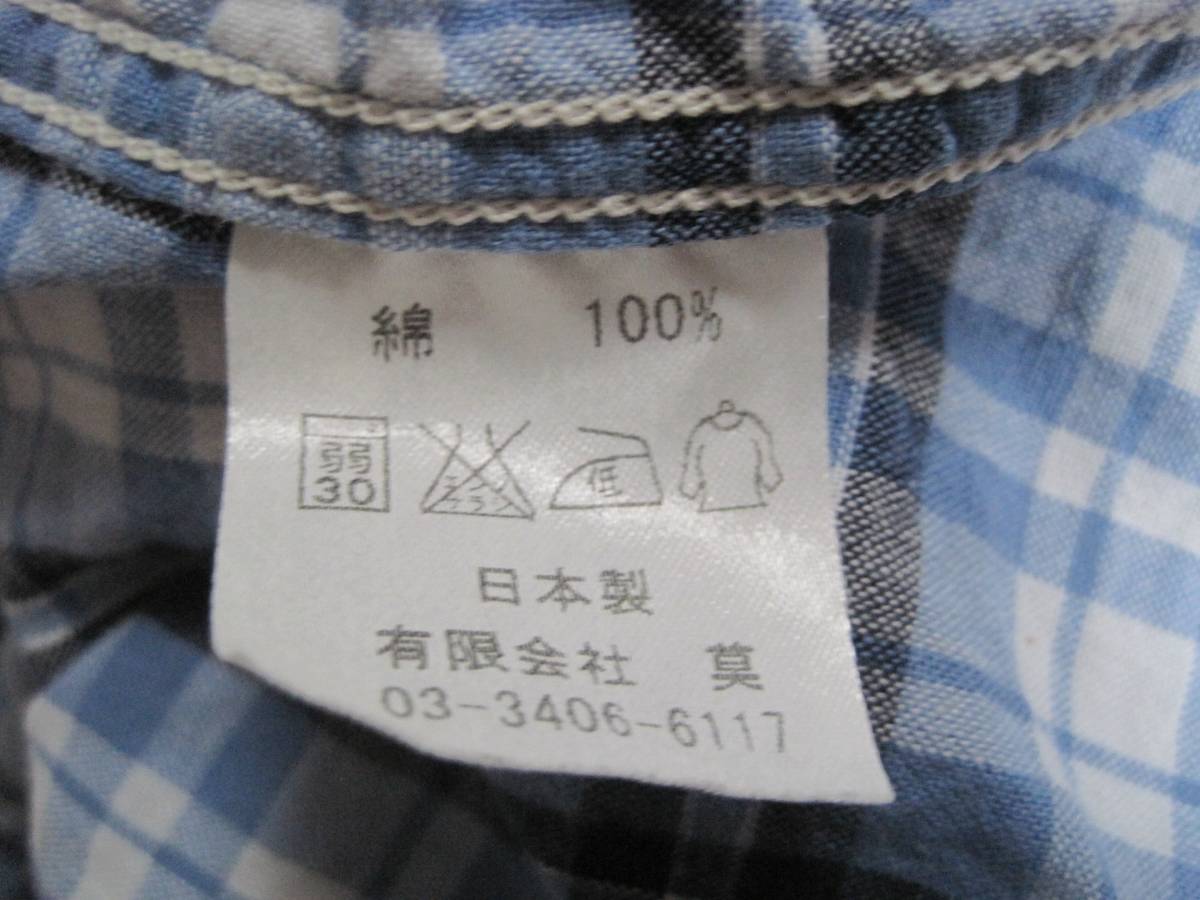 綿 100%
弱 30 エンソ サラシ 低
日本製
有限会社 莫
03-3406-6117